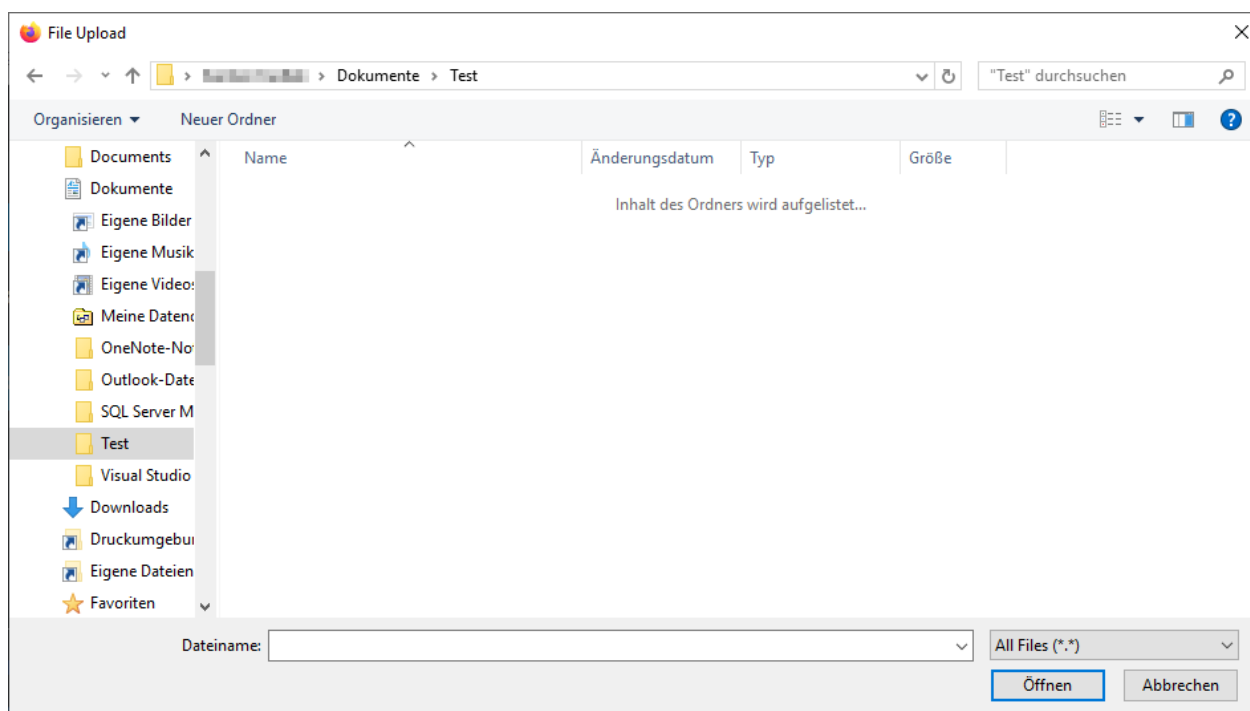 File Upload
Dokumente > Test
"Test" durchsuchen
Organisieren
Neuer Ordner
Name
Änderungsdatum
Typ
Größe
Inhalt des Ordners wird aufgelistet...
Documents
Dokumente
Eigene Bilder
Eigene Musik
Eigene Videos
Meine Datenq
OneNote-No
Outlook-Date
SQL Server M
Test
Visual Studio
Downloads
Druckumgebu
Eigene Dateien
Favoriten
Dateiname:
All Files (*.*)
Öffnen
Abbrechen